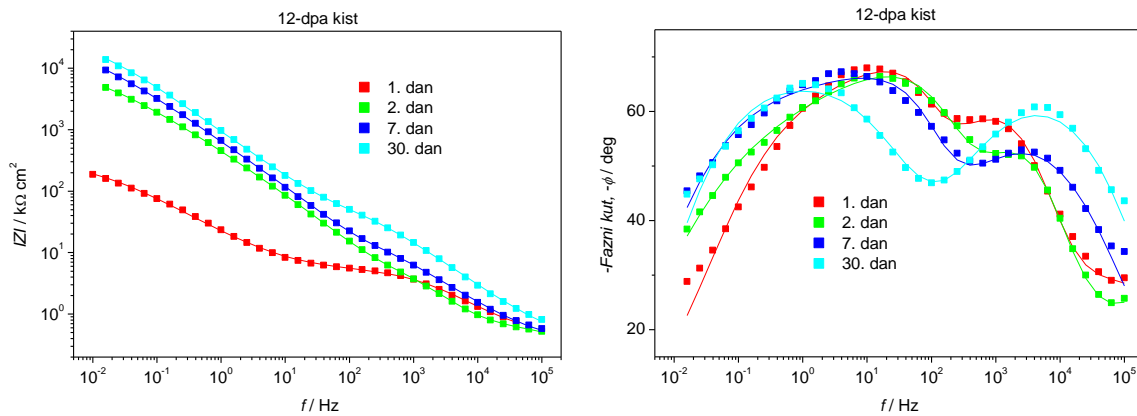 12-dpa kist
|Z| / kΩ cm²
10⁴
10³
10²
10¹
10⁰
1. dan
2. dan
7. dan
30. dan
10⁻² 10⁻¹ 10⁰ 10¹ 10² 10³ 10⁴ 10⁵
f / Hz
12-dpa kist
-Fazni kut, -ϕ / deg
60
40
20
1. dan
2. dan
7. dan
30. dan
10⁻² 10⁻¹ 10⁰ 10¹ 10² 10³ 10⁴ 10⁵
f / Hz